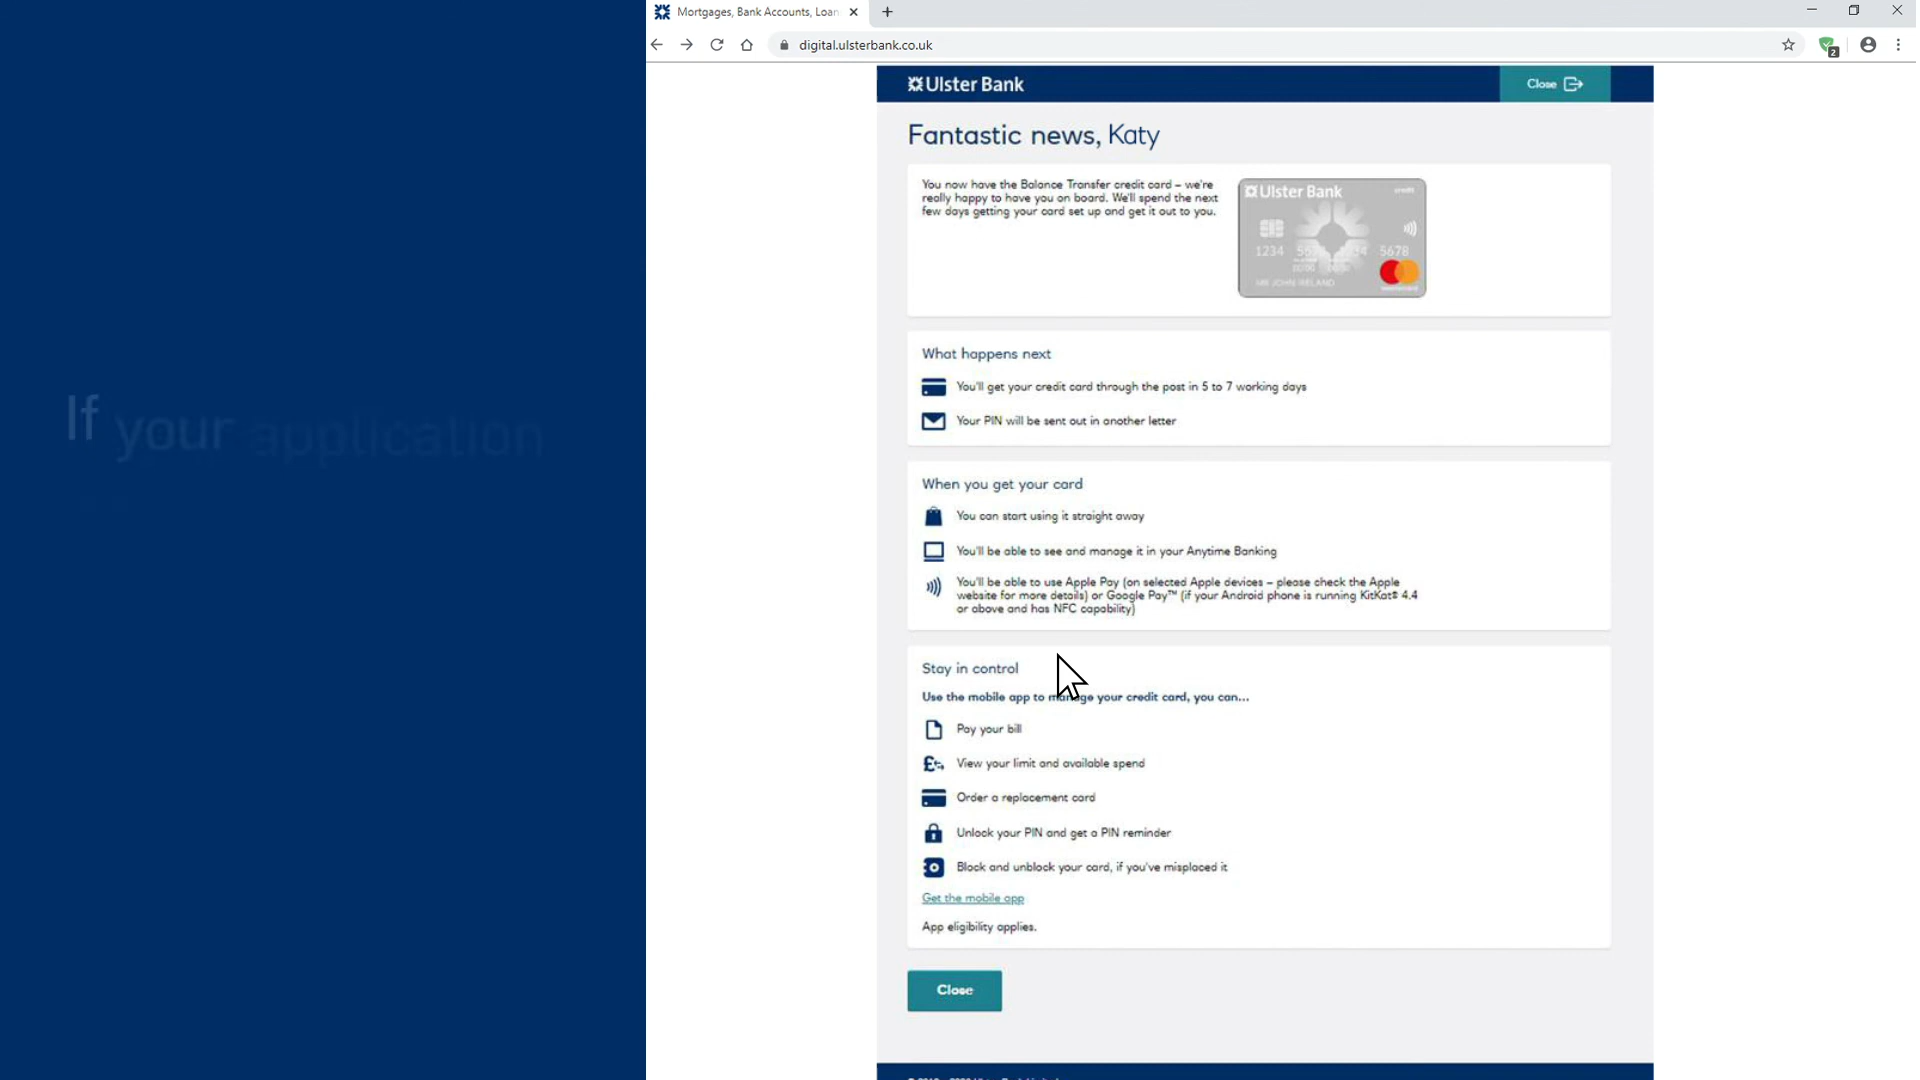 Mortgages, Bank Accounts, Loan
digital.ulsterbank.co.uk
2
Ulster Bank
Close
Fantastic news, Katy
You now have the Balance Transfer credit card – we're
really happy to have you on board. We'll spend the next
few days getting your card set up and get it out to you.
Ulster Bank
credit
1234
5678
MR JOHN IRELAND
What happens next
You'll get your credit card through the post in 5 to 7 working days
Your PIN will be sent out in another letter
When you get your card
You can start using it straight away
You'll be able to see and manage it in your Anytime Banking
You'll be able to use Apple Pay (on selected Apple devices – please check the Apple
website for more details) or Google Pay™ (if your Android phone is running KitKat® 4.4
or above and has NFC capability)
Stay in control
Use the mobile app to manage your credit card, you can...
Pay your bill
View your limit and available spend
Order a replacement card
Unlock your PIN and get a PIN reminder
Block and unblock your card, if you've misplaced it
Get the mobile app
App eligibility applies.
Close
If your application